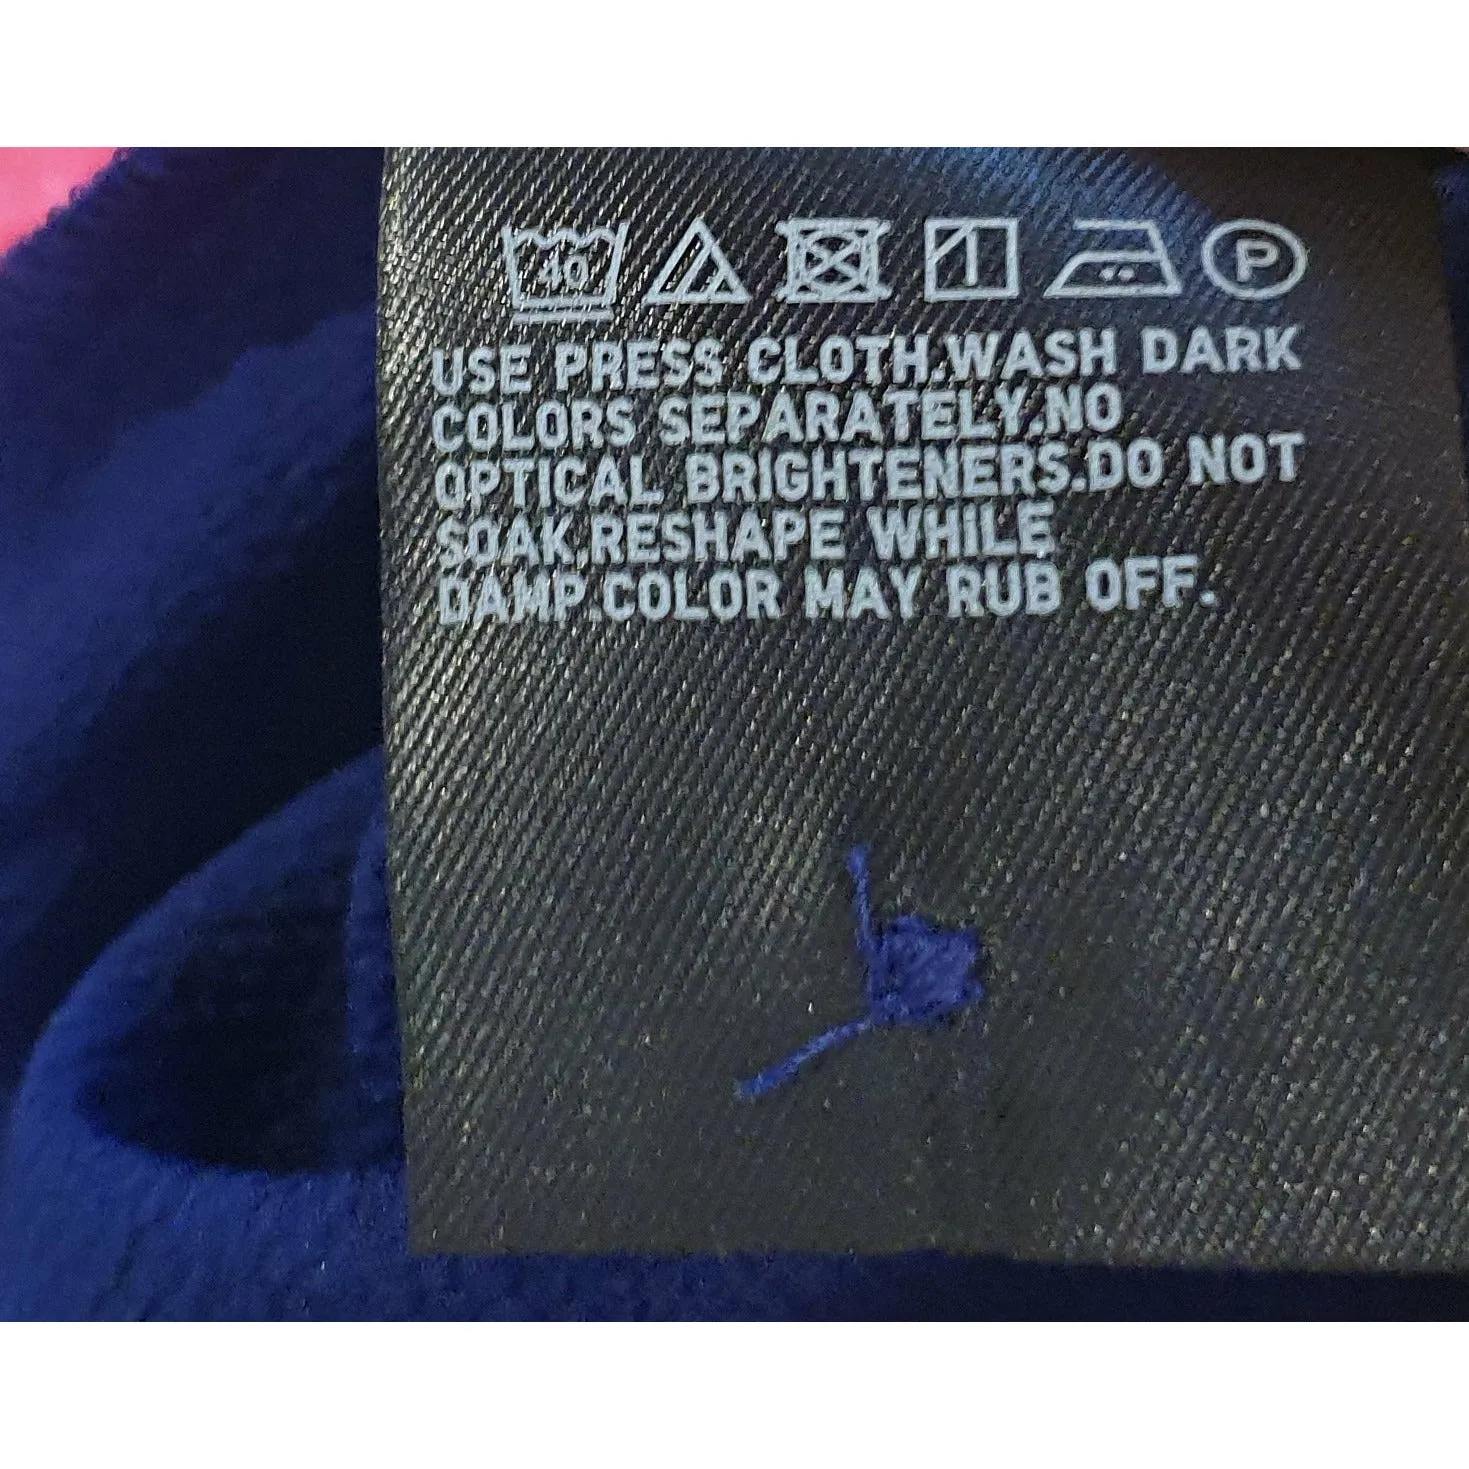 40 P
USE PRESS CLOTH.WASH DARK
COLORS SEPARATELY.NO
OPTICAL BRIGHTENERS.DO NOT
SOAK.RESHAPE WHILE
DAMP.COLOR MAY RUB OFF.